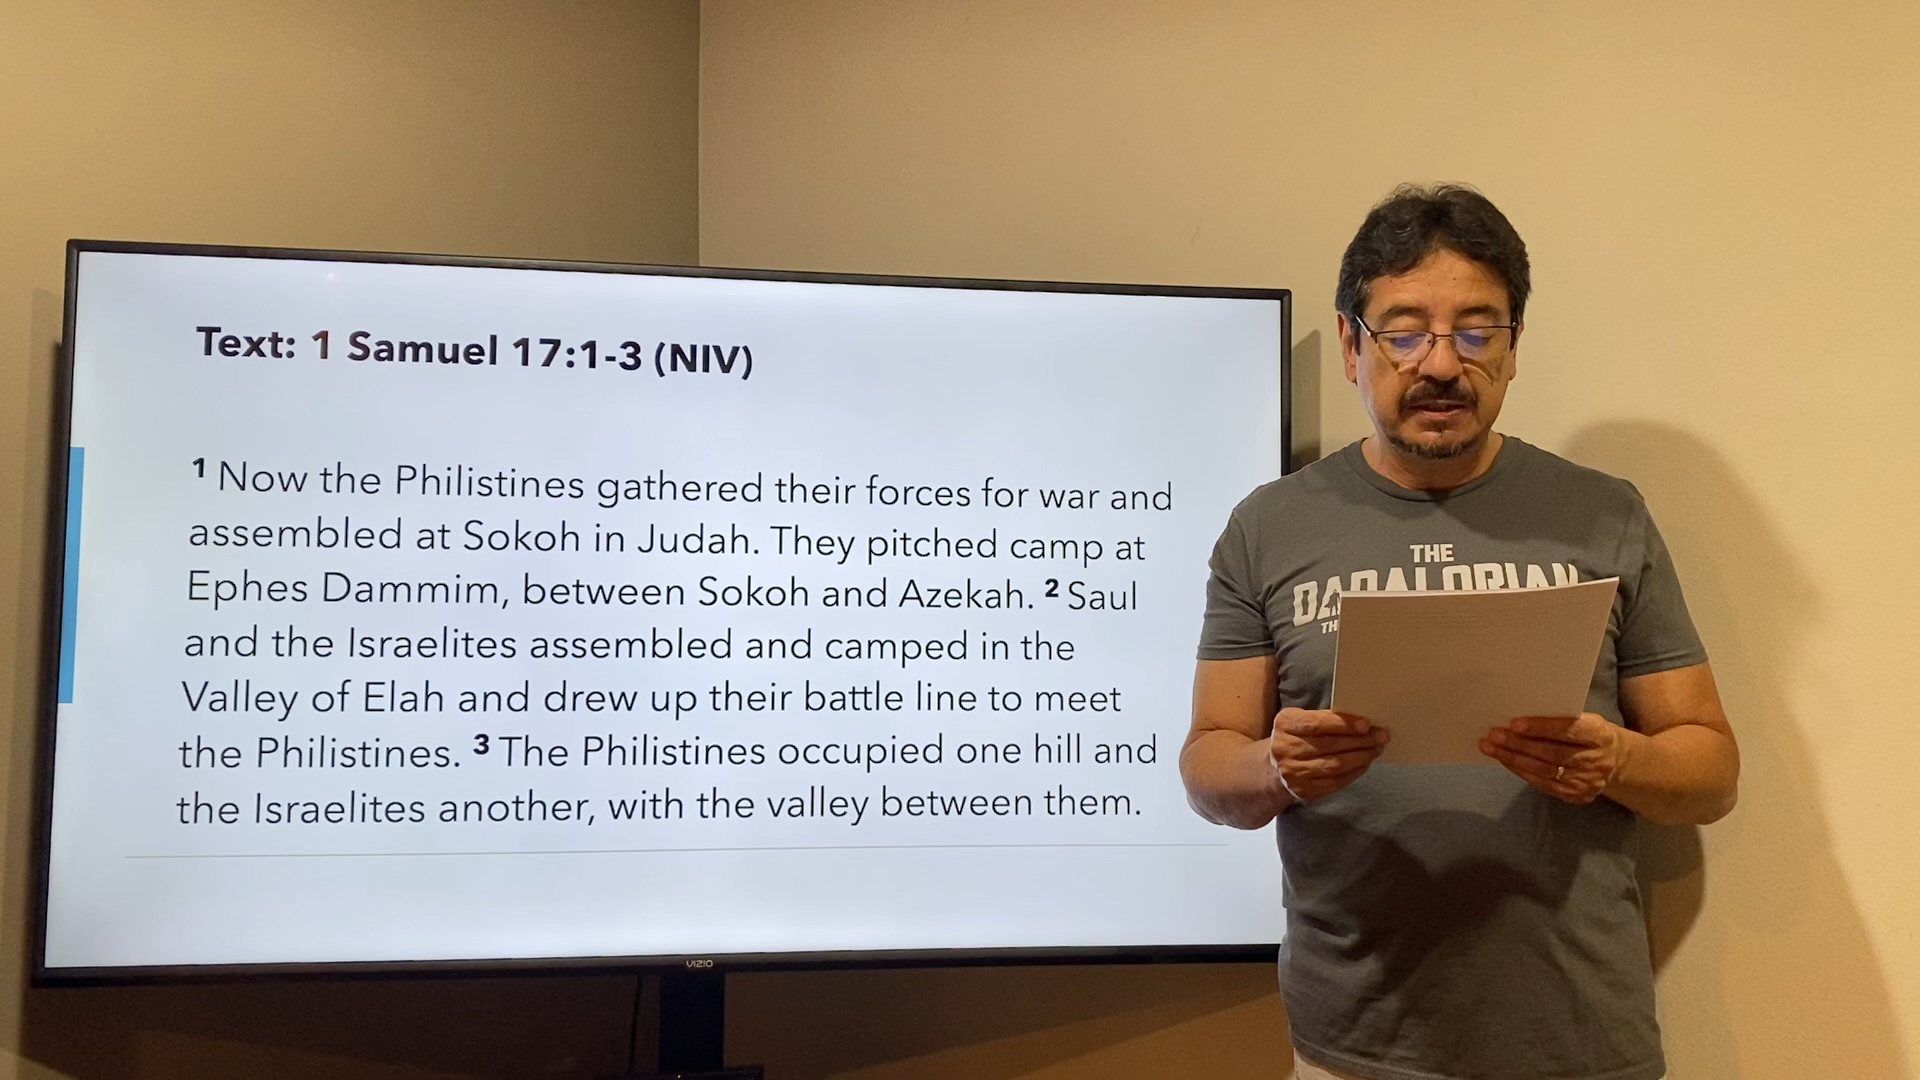 Text: 1 Samuel 17:1-3 (NIV)
1 Now the Philistines gathered their forces for war and
assembled at Sokoh in Judah. They pitched camp at
Ephes Dammim, between Sokoh and Azekah. 2 Saul
and the Israelites assembled and camped in the
Valley of Elah and drew up their battle line to meet
the Philistines. 3 The Philistines occupied one hill and
the Israelites another, with the valley between them.
VIZIO
THE
DADALORIAN